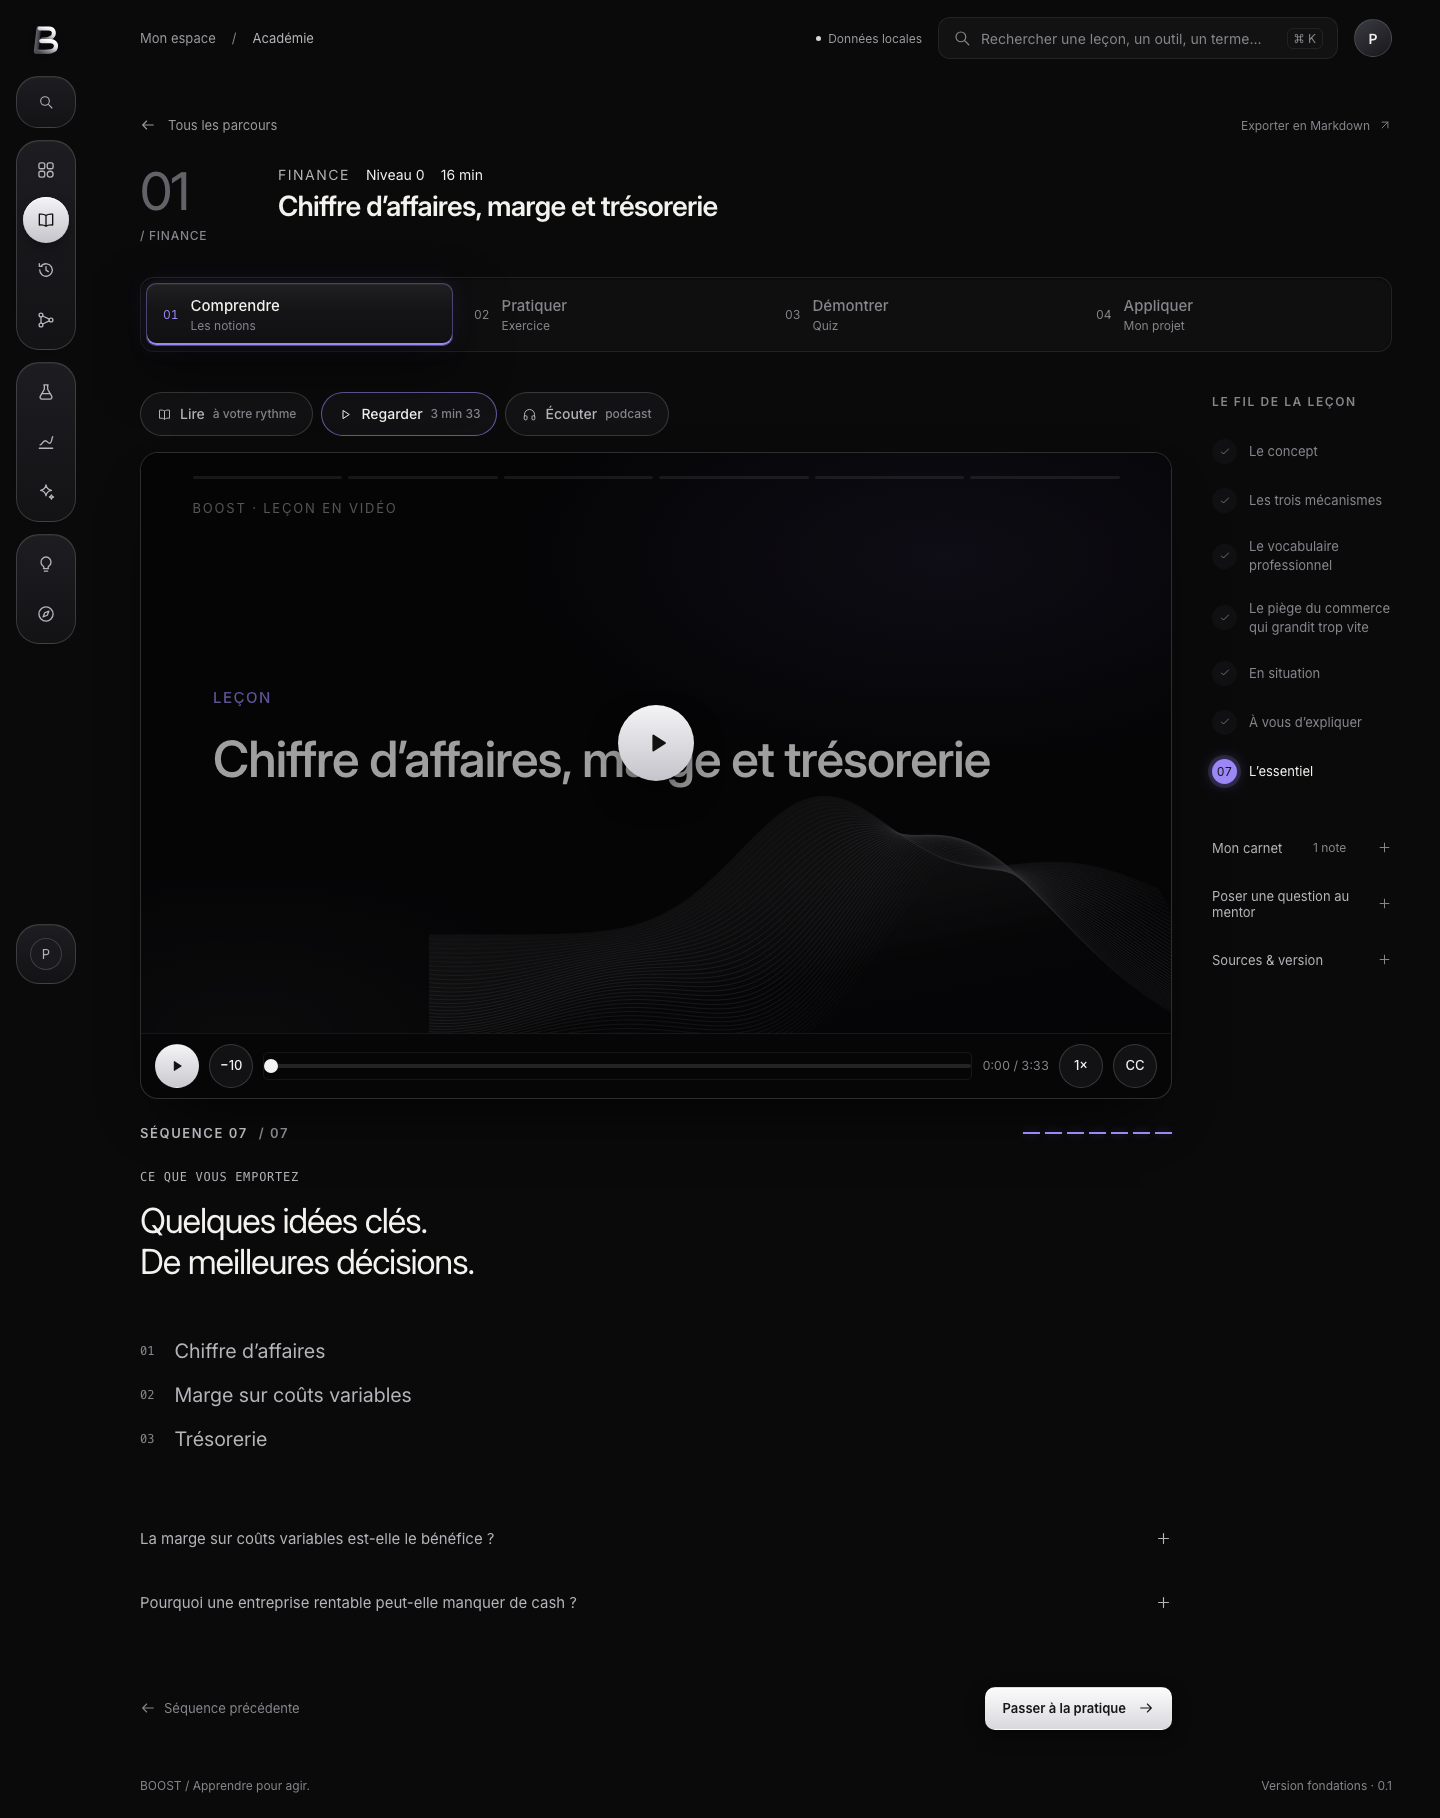 B
Mon espace / Académie
Données locales
Rechercher une leçon, un outil, un terme…
⌘ K
P
← Tous les parcours
Exporter en Markdown ↗
01
/ FINANCE
FINANCE Niveau 0 16 min
Chiffre d’affaires, marge et trésorerie
01 Comprendre
Les notions
02 Pratiquer
Exercice
03 Démontrer
Quiz
04 Appliquer
Mon projet
Lire à votre rythme
Regarder 3 min 33
Écouter podcast
BOOST · LEÇON EN VIDÉO
LEÇON
Chiffre d’affaires, marge et trésorerie
−10
0:00 / 3:33
1×
CC
LE FIL DE LA LEÇON
Le concept
Les trois mécanismes
Le vocabulaire
professionnel
Le piège du commerce
qui grandit trop vite
En situation
À vous d’expliquer
07 L’essentiel
Mon carnet 1 note +
Poser une question au
mentor +
Sources & version +
P
SÉQUENCE 07 / 07
CE QUE VOUS EMPORTEZ
Quelques idées clés.
De meilleures décisions.
01 Chiffre d’affaires
02 Marge sur coûts variables
03 Trésorerie
La marge sur coûts variables est-elle le bénéfice ? +
Pourquoi une entreprise rentable peut-elle manquer de cash ? +
← Séquence précédente
Passer à la pratique →
BOOST / Apprendre pour agir.
Version fondations · 0.1